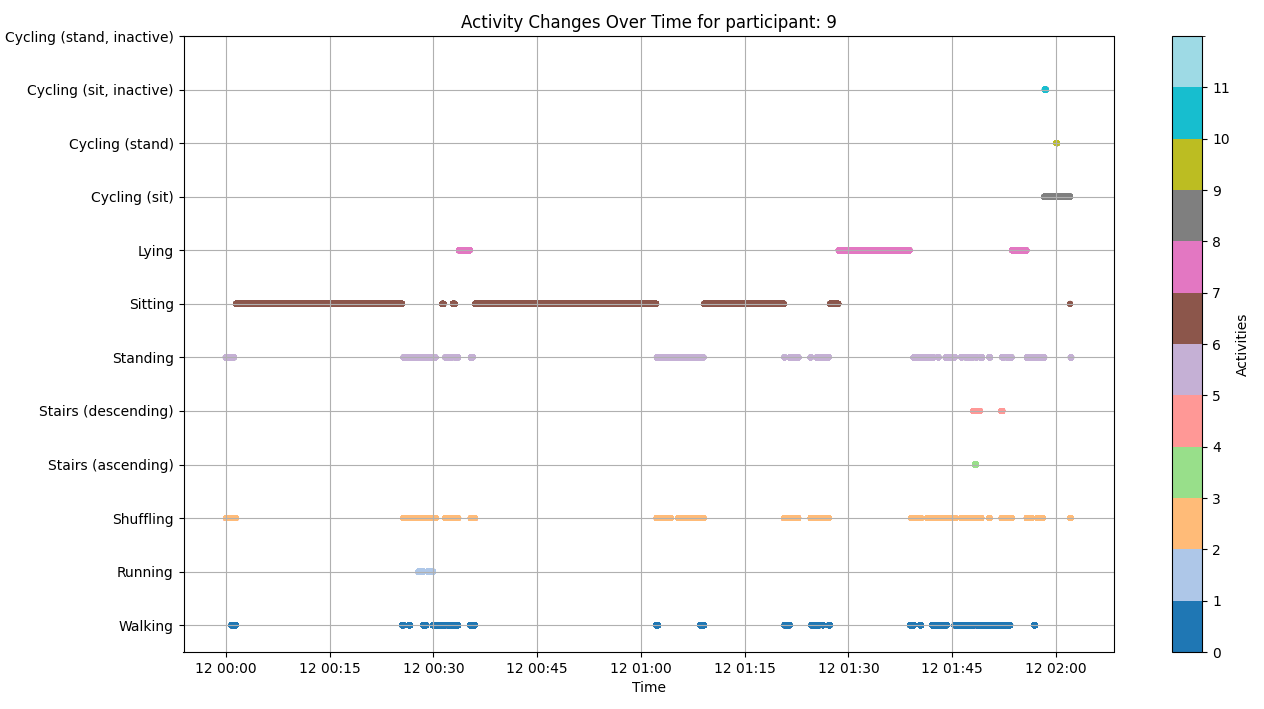 Activity Changes Over Time for participant: 9
Cycling (stand, inactive)
Cycling (sit, inactive)
Cycling (stand)
Cycling (sit)
Lying
Sitting
Standing
Stairs (descending)
Stairs (ascending)
Shuffling
Running
Walking
12 00:00
12 00:15
12 00:30
12 00:45
12 01:00
12 01:15
12 01:30
12 01:45
12 02:00
Time
11
10
9
8
7
6
5
4
3
2
1
0
Activities